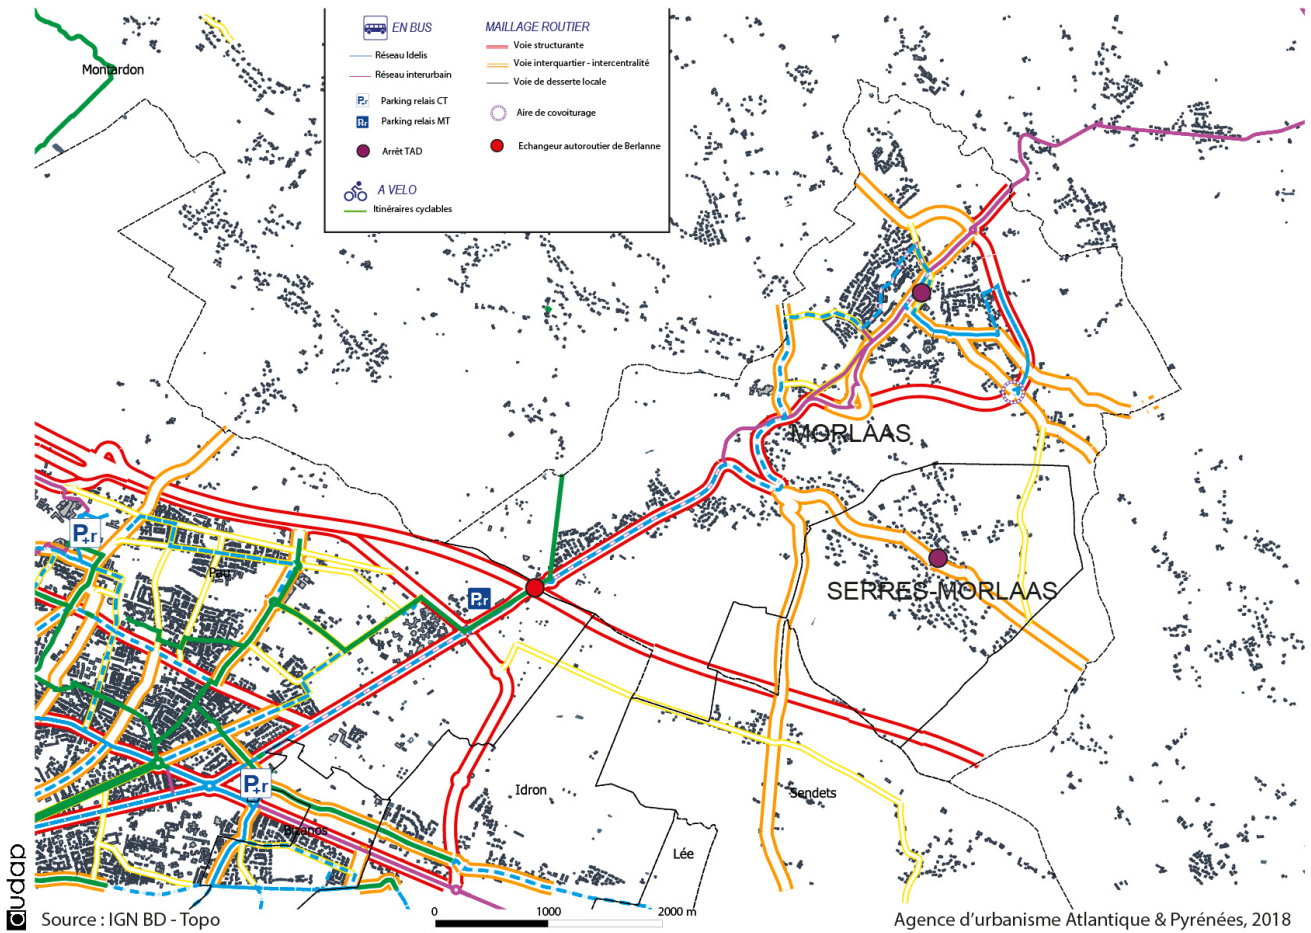 EN BUS
Réseau Idelis
Réseau interurbain
P+r Parking relais CT
P+r Parking relais MT
Arrêt TAD
A VELO
Itinéraires cyclables
MAILLAGE ROUTIER
Voie structurante
Voie interquartier - intercentralité
Voie de desserte locale
Aire de covoiturage
Echangeur autoroutier de Berlanne
Montardon
MORLAAS
P+r
Pau
P+r
SERRES-MORLAAS
P+r
Idron
Sendets
Bizanos
Lée
audap
Source : IGN BD - Topo
0 1000 2000 m
Agence d'urbanisme Atlantique & Pyrénées, 2018